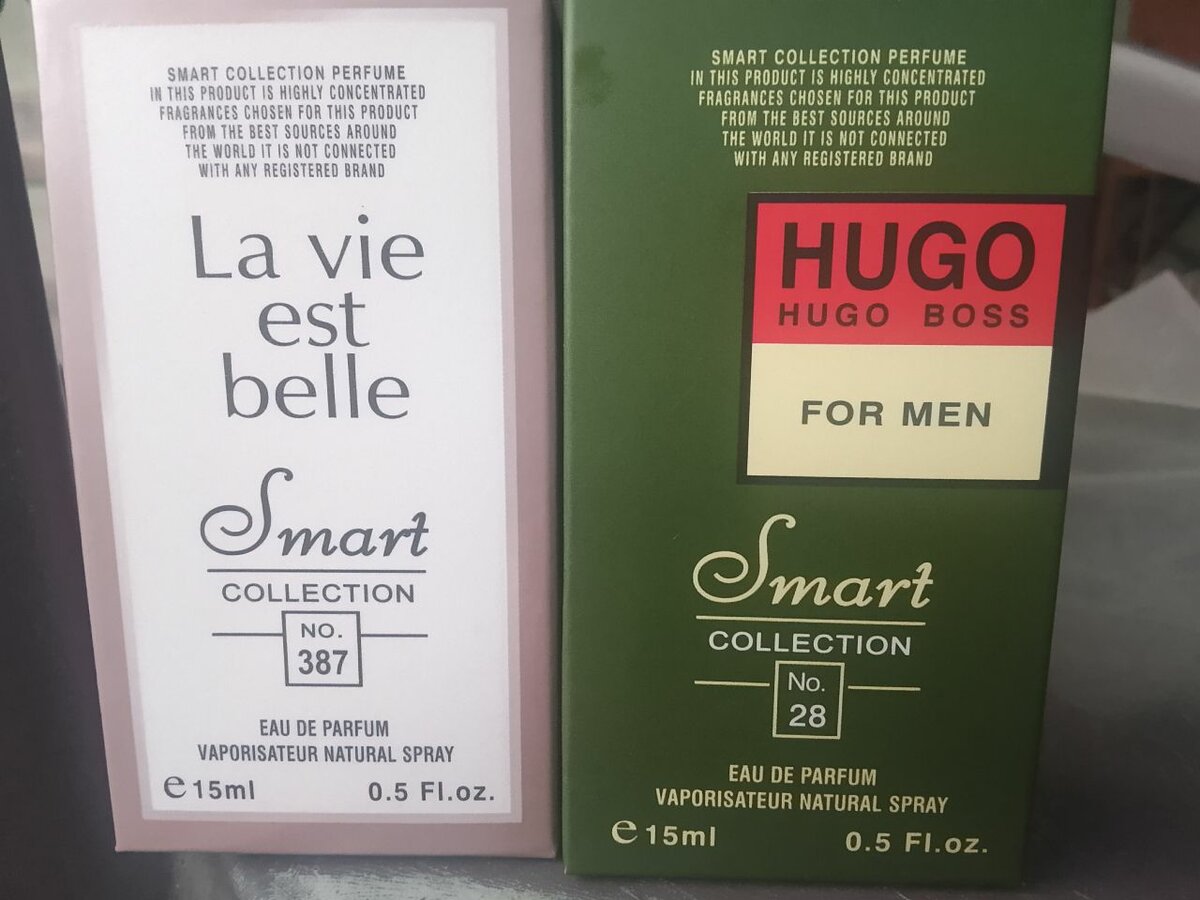 SMART COLLECTION PERFUME
IN THIS PRODUCT IS HIGHLY CONCENTRATED
FRAGRANCES CHOSEN FOR THIS PRODUCT
FROM THE BEST SOURCES AROUND
THE WORLD IT IS NOT CONNECTED
WITH ANY REGISTERED BRAND
La vie
est
belle
Smart
COLLECTION
NO.
387
EAU DE PARFUM
VAPORISATEUR NATURAL SPRAY
e 15ml 0.5 Fl.oz.
SMART COLLECTION PERFUME
IN THIS PRODUCT IS HIGHLY CONCENTRATED
FRAGRANCES CHOSEN FOR THIS PRODUCT
FROM THE BEST SOURCES AROUND
THE WORLD IT IS NOT CONNECTED
WITH ANY REGISTERED BRAND
HUGO
HUGO BOSS
FOR MEN
Smart
COLLECTION
No.
28
EAU DE PARFUM
VAPORISATEUR NATURAL SPRAY
e 15ml 0.5 Fl.oz.